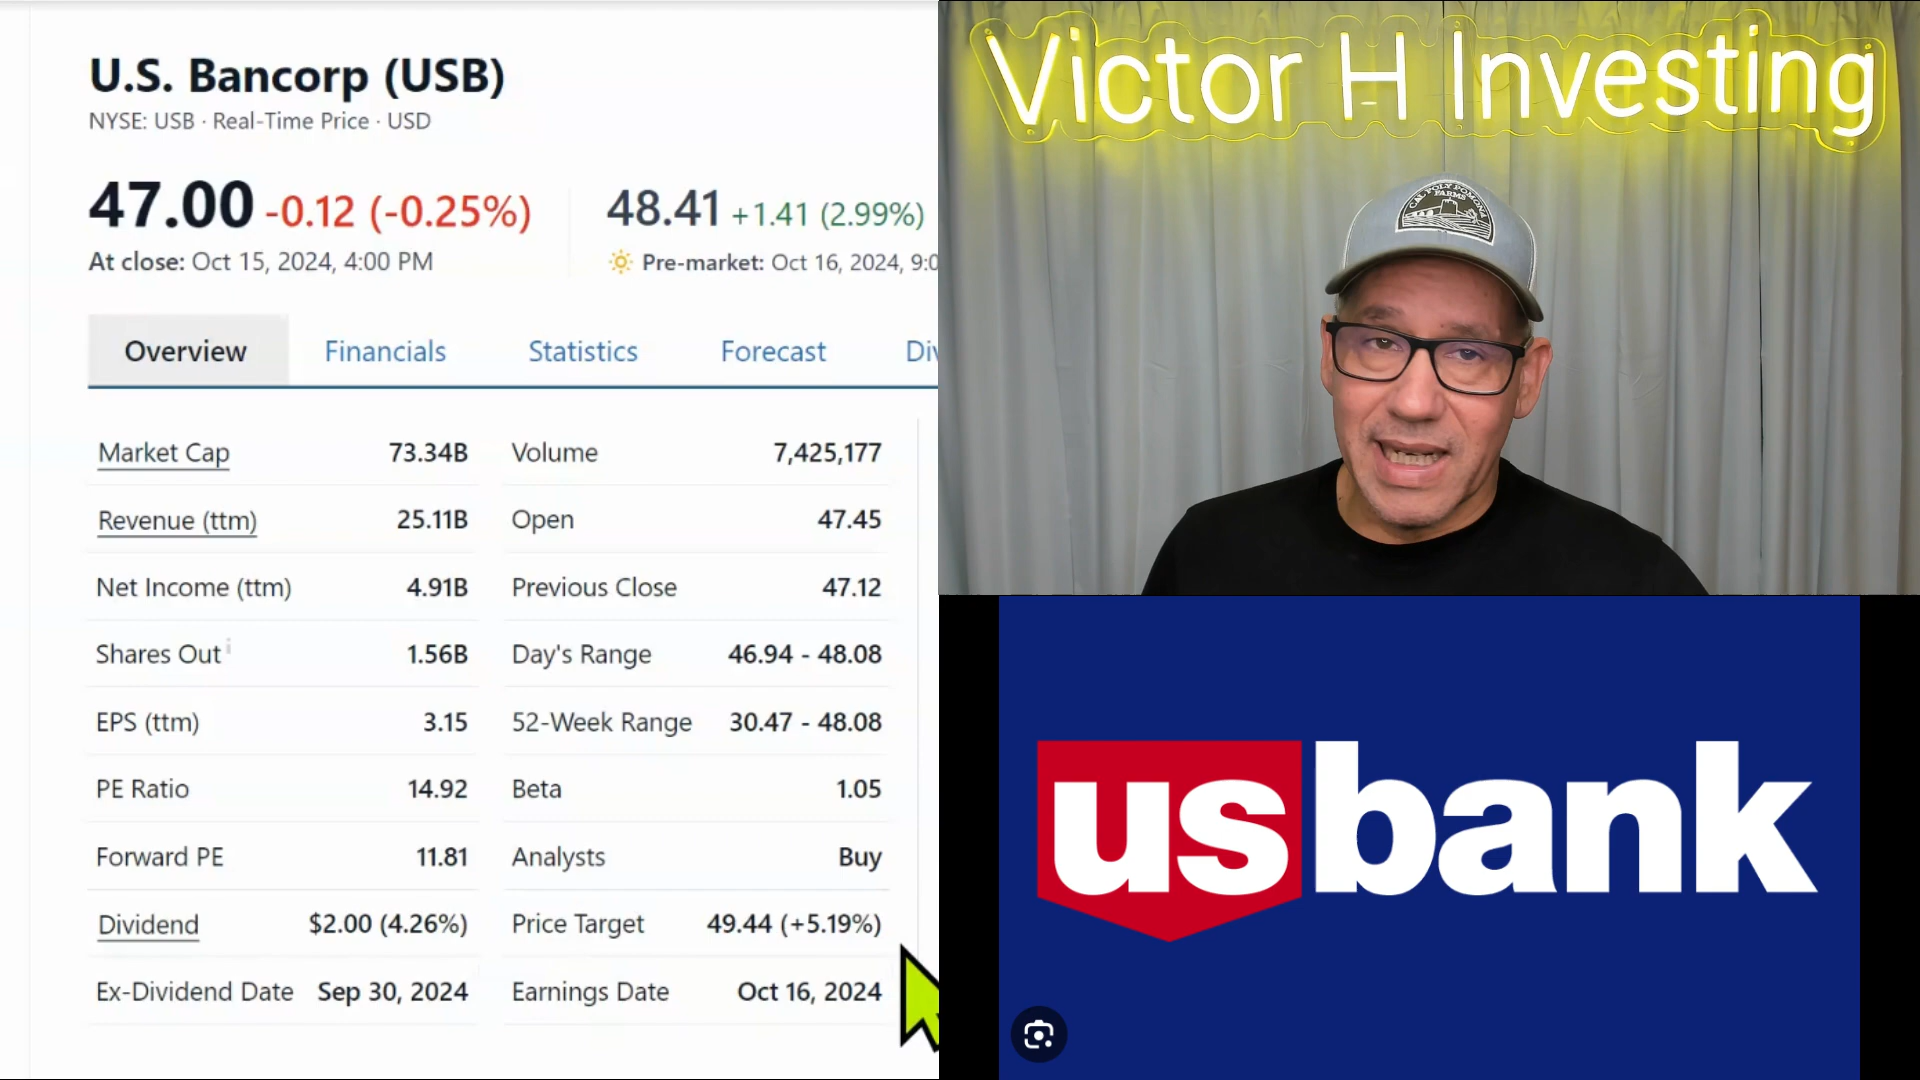 U.S. Bancorp (USB)
NYSE: USB · Real-Time Price · USD
47.00 -0.12 (-0.25%)
At close: Oct 15, 2024, 4:00 PM
48.41 +1.41 (2.99%)
Pre-market: Oct 16, 2024, 9:0
Overview Financials Statistics Forecast Div
Market Cap 73.34B Volume 7,425,177
Revenue (ttm) 25.11B Open 47.45
Net Income (ttm) 4.91B Previous Close 47.12
Shares Out 1.56B Day's Range 46.94 - 48.08
EPS (ttm) 3.15 52-Week Range 30.47 - 48.08
PE Ratio 14.92 Beta 1.05
Forward PE 11.81 Analysts Buy
Dividend $2.00 (4.26%) Price Target 49.44 (+5.19%)
Ex-Dividend Date Sep 30, 2024 Earnings Date Oct 16, 2024
Victor H Investing
CAL POLY POMONA
FARMS
usbank